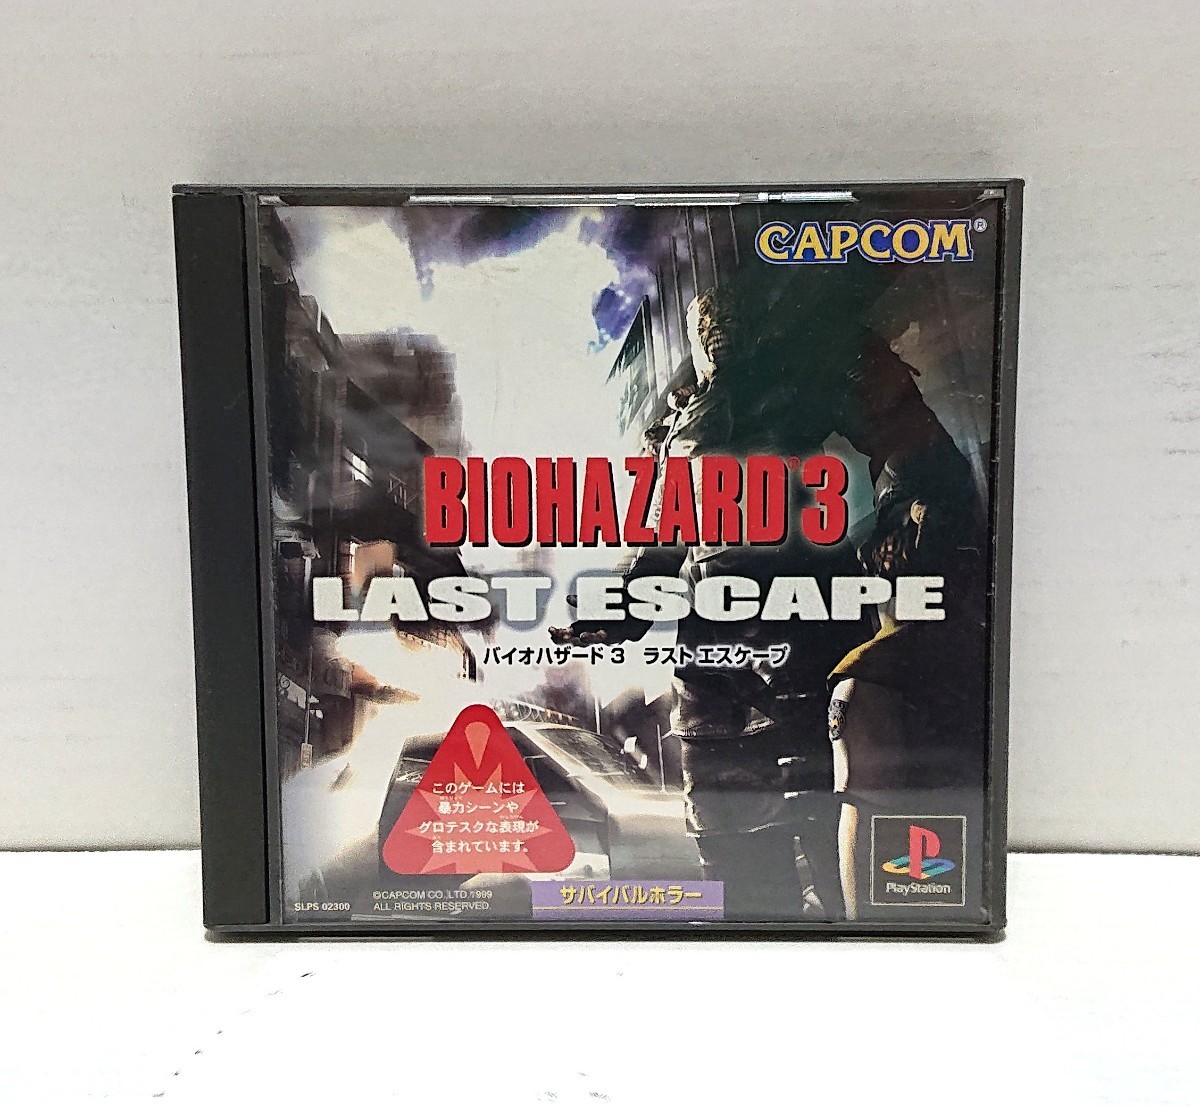 CAPCOM®
BIOHAZARD®3
LAST ESCAPE
バイオハザード3 ラスト エスケープ
このゲームには
暴力シーンや
グロテスクな表現が
含まれています。
©CAPCOM CO.,LTD.1999
ALL RIGHTS RESERVED.
SLPS 02300
サバイバルホラー
PlayStation